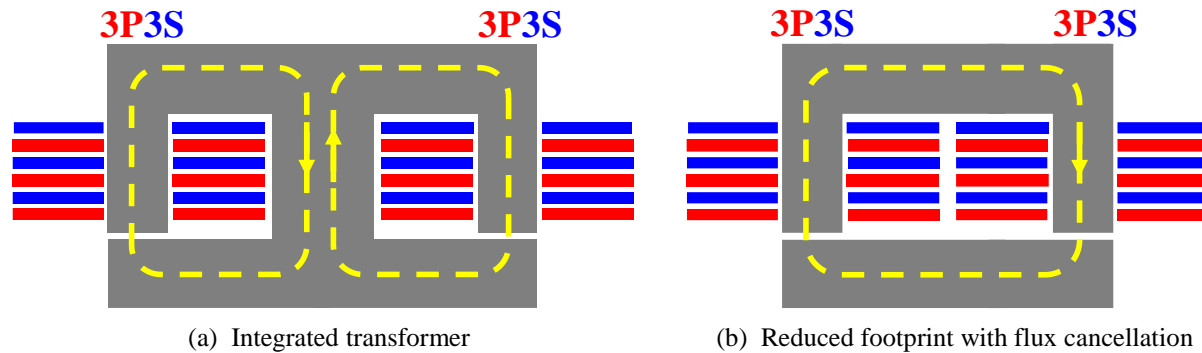 3P3S 3P3S 3P3S 3P3S
(a) Integrated transformer
(b) Reduced footprint with flux cancellation